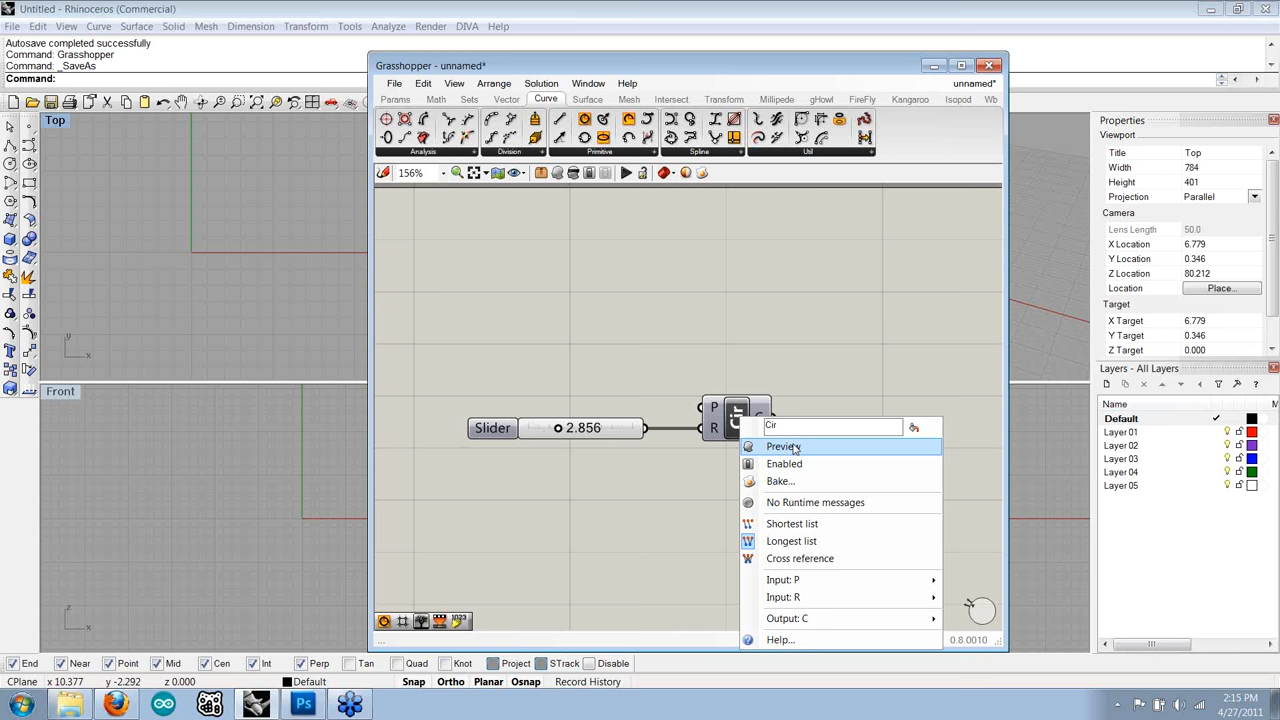 Untitled - Rhinoceros (Commercial)
File Edit View Curve Surface Solid Mesh Dimension Transform Tools Analyze Render DIVA Help
Autosave completed successfully
Command: Grasshopper
Command: _SaveAs
Command:
Grasshopper - unnamed*
File Edit View Arrange Solution Window Help
unnamed*
Params Math Sets Vector Curve Surface Mesh Intersect Transform Millipede gHowl FireFly Kangaroo Isopod Wb
Analysis
Division
Primitive
Spline
Util
156%
Top
Front
y
x
z
x
Slider
2.856
P
R
Cir
Cir
Preview
Enabled
Bake...
No Runtime messages
Shortest list
Longest list
Cross reference
Input: P
Input: R
Output: C
Help...
0.8.0010
Properties
Viewport
Title Top
Width 784
Height 401
Projection Parallel
Camera
Lens Length 50.0
X Location 6.779
Y Location 0.346
Z Location 80.212
Location Place...
Target
X Target 6.779
Y Target 0.346
Z Target 0.000
Layers - All Layers
Name
Default
Layer 01
Layer 02
Layer 03
Layer 04
Layer 05
End Near Point Mid Cen Int Perp Tan Quad Knot Project STrack Disable
CPlane x 10.377 y -2.292 z 0.000 Default Snap Ortho Planar Osnap Record History
Ps
2:15 PM
4/27/2011